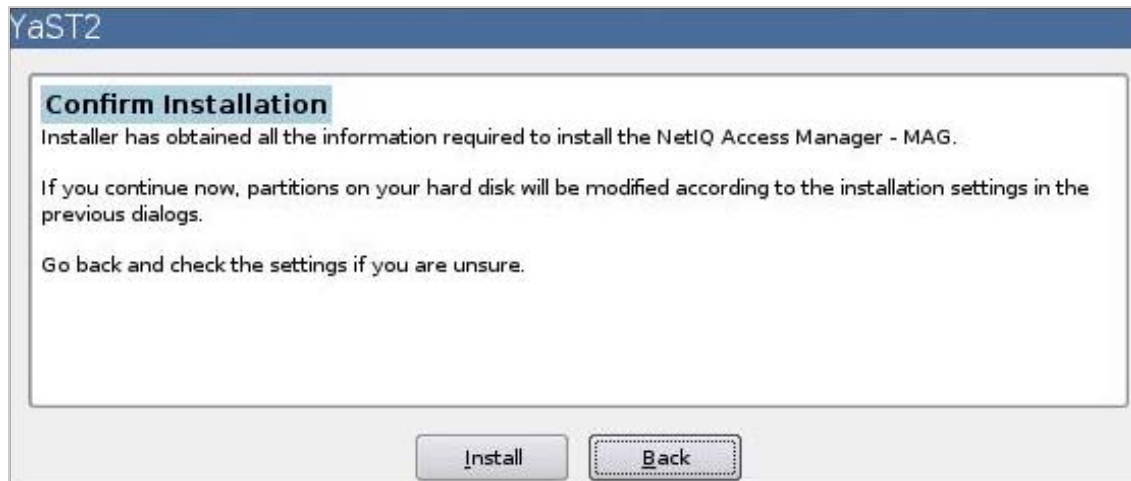 YaST2
Confirm Installation
Installer has obtained all the information required to install the NetIQ Access Manager - MAG.
If you continue now, partitions on your hard disk will be modified according to the installation settings in the
previous dialogs.
Go back and check the settings if you are unsure.
Install
Back